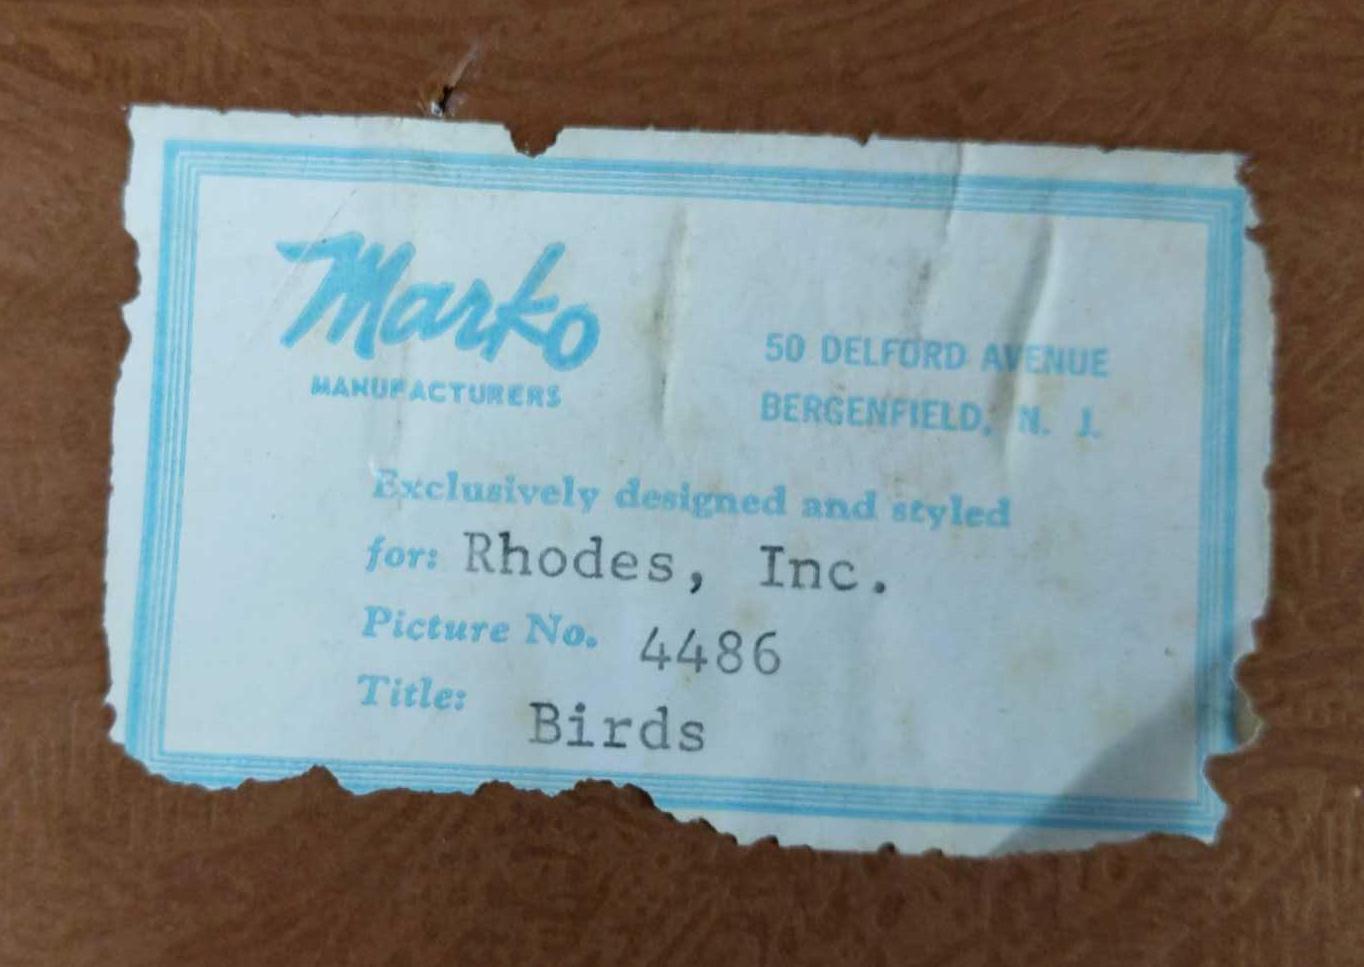 Marko
MANUFACTURERS
50 DELFORD AVENUE
BERGENFIELD, N. J.
Exclusively designed and styled
for: Rhodes, Inc.
Picture No. 4486
Title: Birds